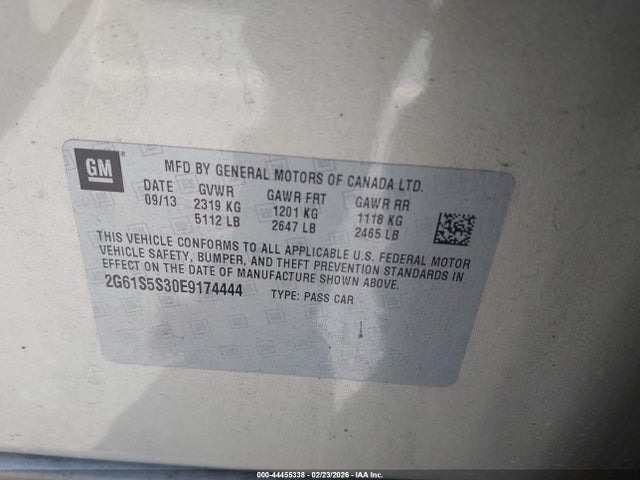 GM
MFD BY GENERAL MOTORS OF CANADA LTD.
DATE GVWR GAWR FRT GAWR RR
09/13 2319 KG 1201 KG 1118 KG
5112 LB 2647 LB 2465 LB
THIS VEHICLE CONFORMS TO ALL APPLICABLE U.S. FEDERAL MOTOR
VEHICLE SAFETY, BUMPER, AND THEFT PREVENTION STANDARDS IN
EFFECT ON THE DATE OF MANUFACTURE SHOWN ABOVE.
2G61S5S30E9174444 TYPE: PASS CAR
000-44455338 - 02/23/2026 - IAA Inc.